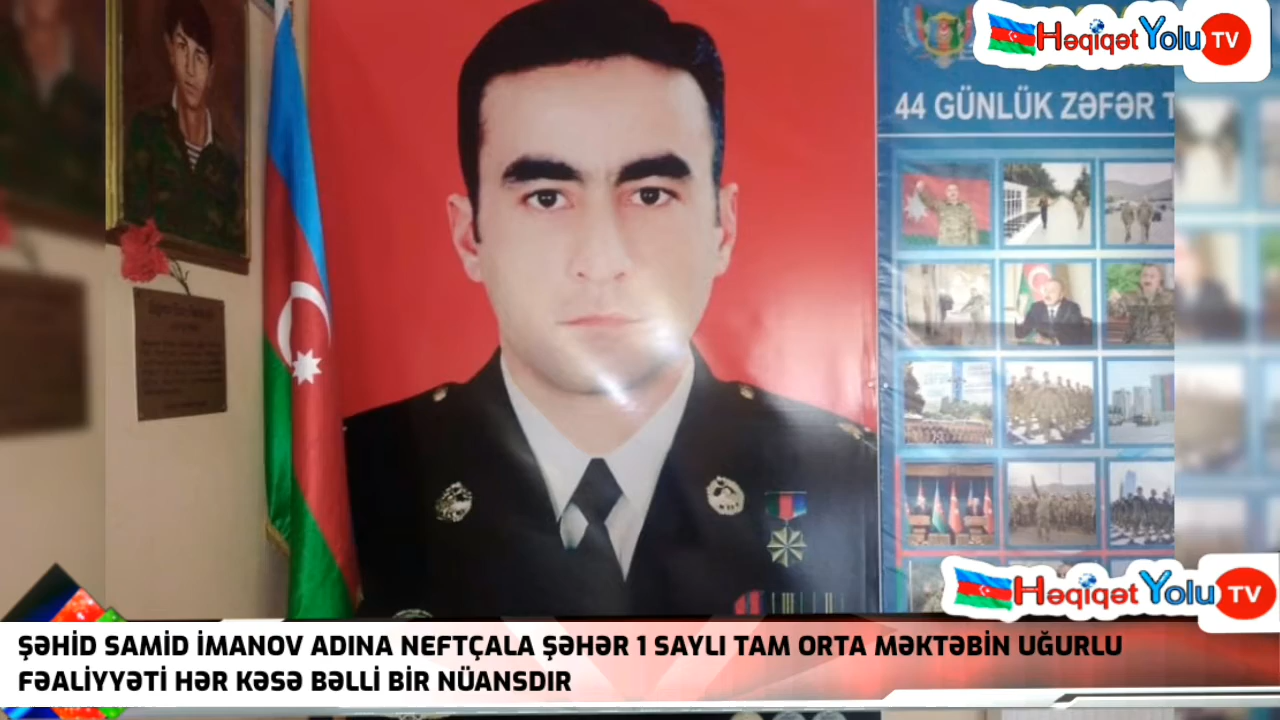 Həqiqət Yolu TV
44 GÜNLÜK ZƏFƏR T
Həqiqət Yolu TV
ŞƏHİD SAMİD İMANOV ADINA NEFTÇALA ŞƏHƏR 1 SAYLI TAM ORTA MƏKTƏBİN UĞURLU
FƏALİYYƏTİ HƏR KƏSƏ BƏLLİ BİR NÜANSDIR